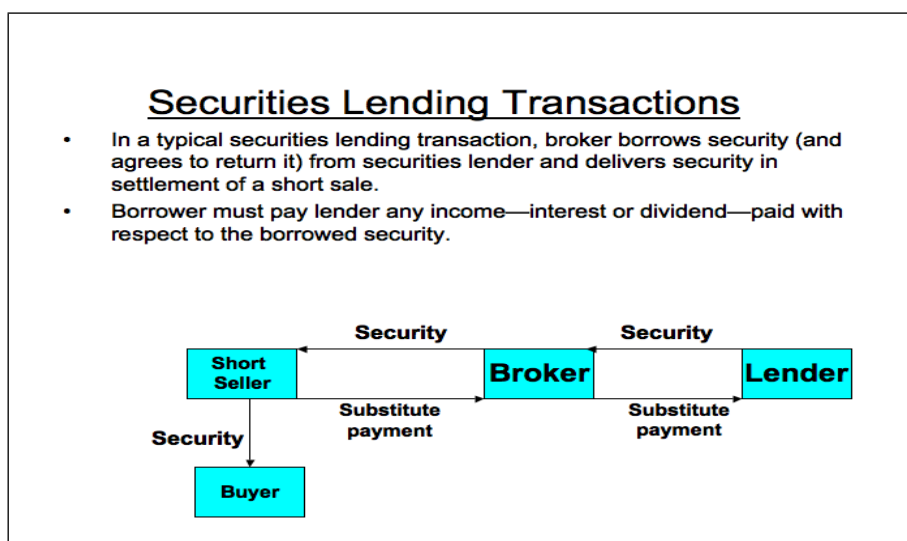 Securities Lending Transactions
• In a typical securities lending transaction, broker borrows security (and
agrees to return it) from securities lender and delivers security in
settlement of a short sale.
• Borrower must pay lender any income—interest or dividend—paid with
respect to the borrowed security.
Security
Security
Short
Seller
Broker
Lender
Substitute
payment
Substitute
payment
Security
Buyer